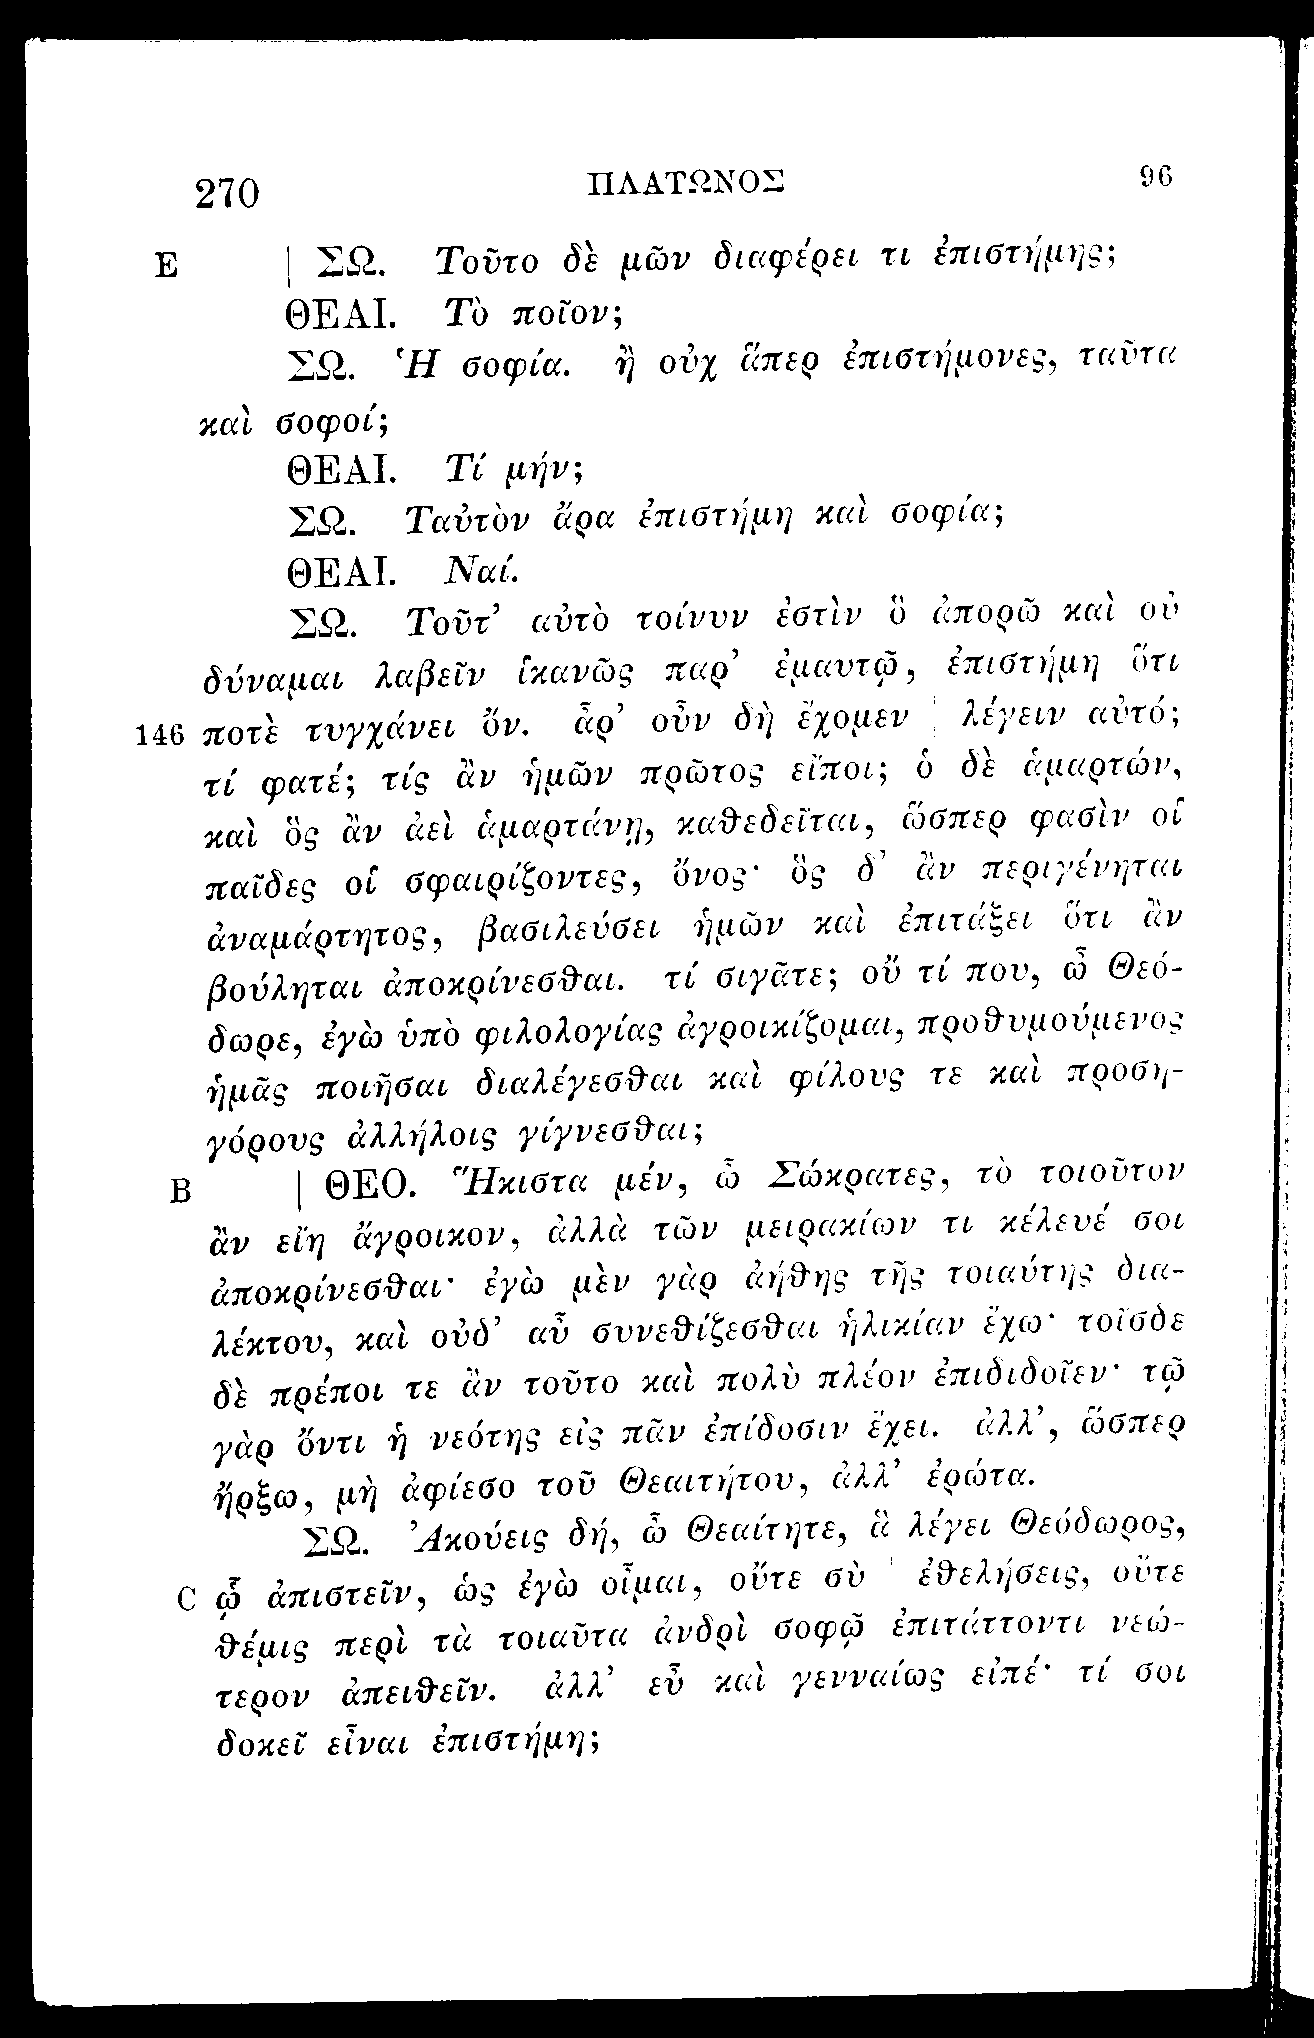 270 ΠΛΑΤΩΝΟΣ 96
E | ΣΩ. Τοῦτο δὲ μῶν διαφέρει τι ἐπιστήμης;
ΘΕΑΙ. Τὸ ποῖον;
ΣΩ. Ἡ σοφία. ἢ οὐχ ἅπερ ἐπιστήμονες, ταῦτα
καὶ σοφοί;
ΘΕΑΙ. Τί μήν;
ΣΩ. Ταὐτὸν ἄρα ἐπιστήμη καὶ σοφία;
ΘΕΑΙ. Ναί.
ΣΩ. Τοῦτ’ αὐτὸ τοίνυν ἐστὶν ὃ ἀπορῶ καὶ οὐ
δύναμαι λαβεῖν ἱκανῶς παρ’ ἐμαυτῷ, ἐπιστήμη ὅτι
146 ποτὲ τυγχάνει ὄν. ἆρ’ οὖν δὴ ἔχομεν | λέγειν αὐτό;
τί φατέ; τίς ἂν ἡμῶν πρῶτος εἴποι; ὁ δὲ ἁμαρτών,
καὶ ὃς ἂν ἀεὶ ἁμαρτάνῃ, καθεδεῖται, ὥσπερ φασὶν οἱ
παῖδες οἱ σφαιρίζοντες, ὄνος· ὃς δ’ ἂν περιγένηται
ἀναμάρτητος, βασιλεύσει ἡμῶν καὶ ἐπιτάξει ὅτι ἂν
βούληται ἀποκρίνεσθαι. τί σιγᾶτε; οὔ τί που, ὦ Θεό-
δωρε, ἐγὼ ὑπὸ φιλολογίας ἀγροικίζομαι, προθυμούμενος
ἡμᾶς ποιῆσαι διαλέγεσθαι καὶ φίλους τε καὶ προση-
γόρους ἀλλήλοις γίγνεσθαι;
B | ΘΕΟ. Ἥκιστα μέν, ὦ Σώκρατες, τὸ τοιοῦτον
ἂν εἴη ἄγροικον, ἀλλὰ τῶν μειρακίων τι κέλευέ σοι
ἀποκρίνεσθαι· ἐγὼ μὲν γὰρ ἀήθης τῆς τοιαύτης δια-
λέκτου, καὶ οὐδ’ αὖ συνεθίζεσθαι ἡλικίαν ἔχω· τοῖσδε
δὲ πρέποι τε ἂν τοῦτο καὶ πολὺ πλέον ἐπιδιδοῖεν· τῷ
γὰρ ὄντι ἡ νεότης εἰς πᾶν ἐπίδοσιν ἔχει. ἀλλ’, ὥσπερ
ἤρξω, μὴ ἀφίεσο τοῦ Θεαιτήτου, ἀλλ’ ἐρώτα.
ΣΩ. Ἀκούεις δή, ὦ Θεαίτητε, ἃ λέγει Θεόδωρος,
C ᾧ ἀπιστεῖν, ὡς ἐγὼ οἶμαι, οὔτε σὺ | ἐθελήσεις, οὔτε
θέμις περὶ τὰ τοιαῦτα ἀνδρὶ σοφῷ ἐπιτάττοντι νεώ-
τερον ἀπειθεῖν. ἀλλ’ εὖ καὶ γενναίως εἰπέ· τί σοι
δοκεῖ εἶναι ἐπιστήμη;